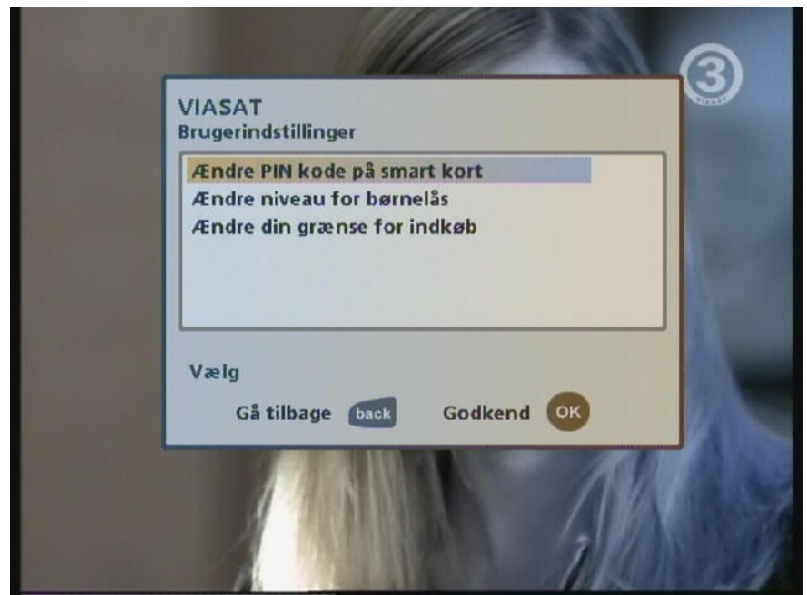 3
VIASAT
VIASAT
Brugerindstillinger
Ændre PIN kode på smart kort
Ændre niveau for børnelås
Ændre din grænse for indkøb
Vælg
Gå tilbage back Godkend OK